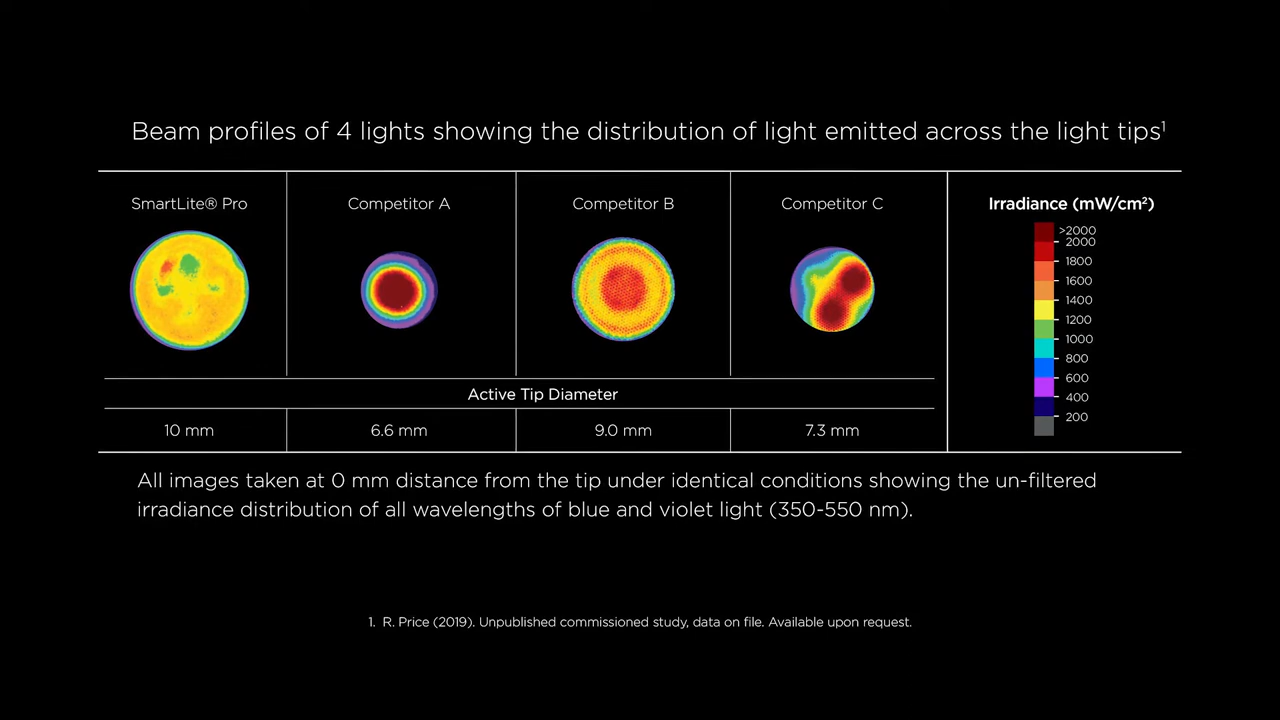 Beam profiles of 4 lights showing the distribution of light emitted across the light tips¹
SmartLite® Pro
Competitor A
Competitor B
Competitor C
Irradiance (mW/cm²)
>2000
2000
1800
1600
1400
1200
1000
800
600
400
200
Active Tip Diameter
10 mm
6.6 mm
9.0 mm
7.3 mm
All images taken at 0 mm distance from the tip under identical conditions showing the un-filtered
irradiance distribution of all wavelengths of blue and violet light (350-550 nm).
1. R. Price (2019). Unpublished commissioned study, data on file. Available upon request.